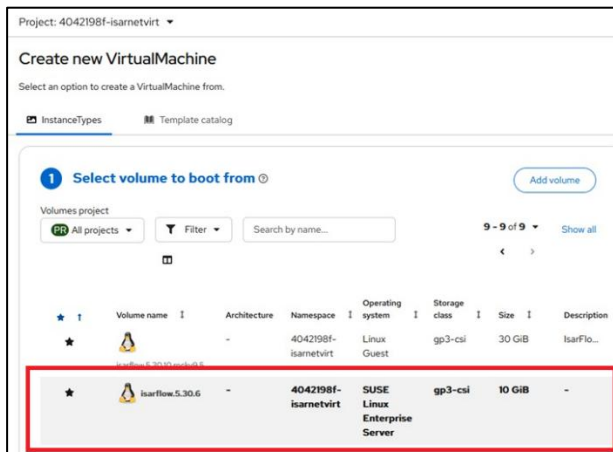 Project: 4042198f-isarnetvirt
Create new VirtualMachine
Select an option to create a VirtualMachine from.
InstanceTypes Template catalog
1 Select volume to boot from
Add volume
Volumes project
PR All projects Filter Search by name... 9 - 9 of 9 Show all
Volume name Architecture Namespace Operating system Storage class Size Description
- 4042198f-isarnetvirt Linux Guest gp3-csi 30 GiB IsarFlo...
isarflow.5.30.6 - 4042198f-isarnetvirt SUSE Linux Enterprise Server gp3-csi 10 GiB -